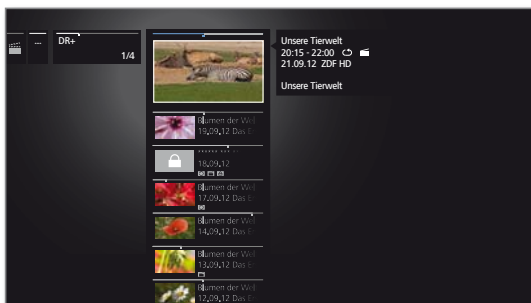 ...
DR+
1/4
Unsere Tierwelt
20:15 - 22:00
21.09.12 ZDF HD
Unsere Tierwelt
Blumen der Wel
19.09.12 Das E
18.09.12
Blumen der Wel
17.09.12 Das E
Blumen der Wel
14.09.12 Das E
Blumen der Wel
13.09.12 Das E
Blumen der Wel
12.09.12 Das E